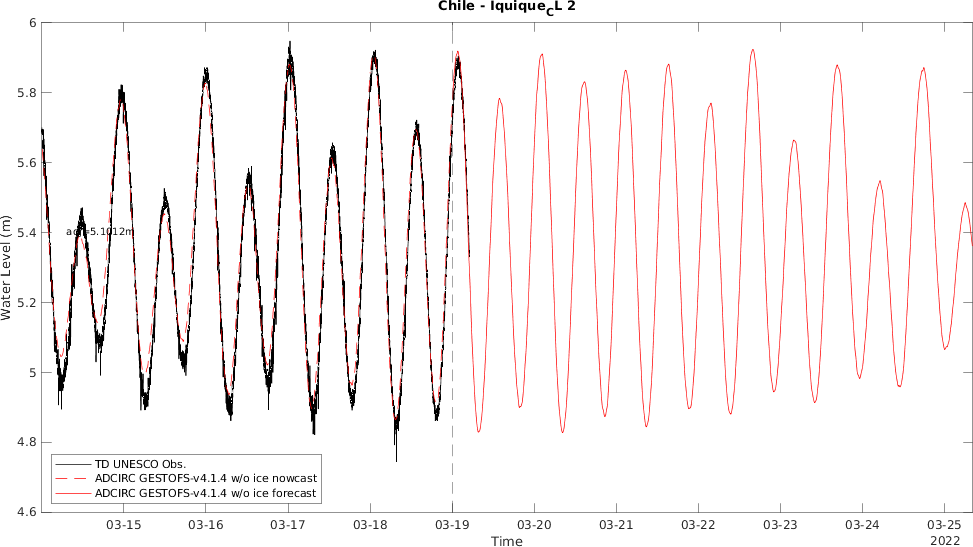 Chile - Iquique_CL 2
6
5.8
5.6
5.4
5.2
5
4.8
4.6
Water Level (m)
TD UNESCO Obs.
ADCIRC GESTOFS-v4.1.4 w/o ice nowcast
ADCIRC GESTOFS-v4.1.4 w/o ice forecast
03-15 03-16 03-17 03-18 03-19 03-20 03-21 03-22 03-23 03-24 03-25
Time
2022